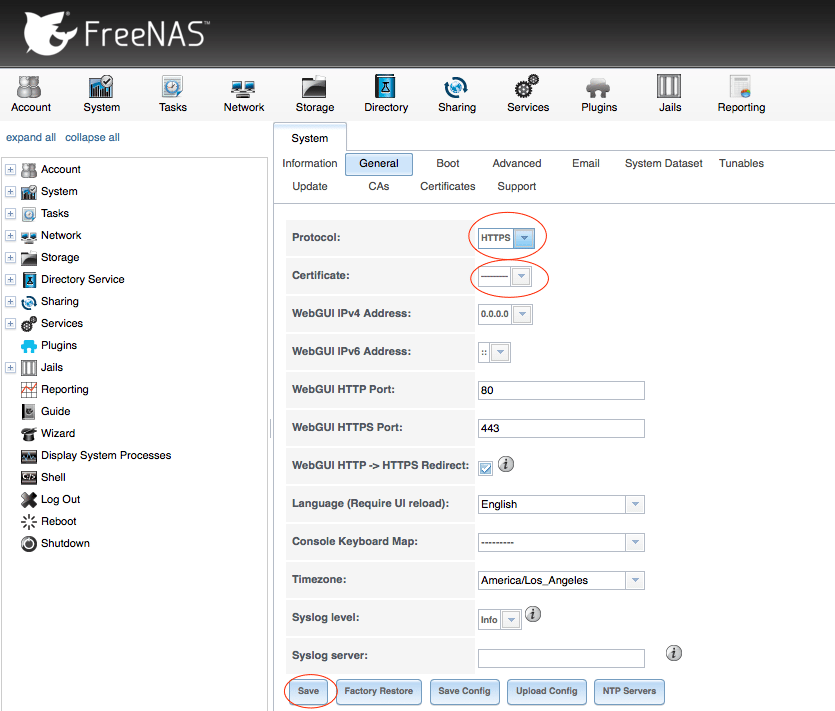 FreeNAS™
Account System Tasks Network Storage Directory Sharing Services Plugins Jails Reporting
expand all collapse all
Account
System
Tasks
Network
Storage
Directory Service
Sharing
Services
Plugins
Jails
Reporting
Guide
Wizard
Display System Processes
Shell
Log Out
Reboot
Shutdown
System
Information General Boot Advanced Email System Dataset Tunables
Update CAs Certificates Support
Protocol: HTTPS
Certificate: ---------
WebGUI IPv4 Address: 0.0.0.0
WebGUI IPv6 Address: ::
WebGUI HTTP Port: 80
WebGUI HTTPS Port: 443
WebGUI HTTP -> HTTPS Redirect:
Language (Require UI reload): English
Console Keyboard Map: ---------
Timezone: America/Los_Angeles
Syslog level: Info
Syslog server:
Save Factory Restore Save Config Upload Config NTP Servers